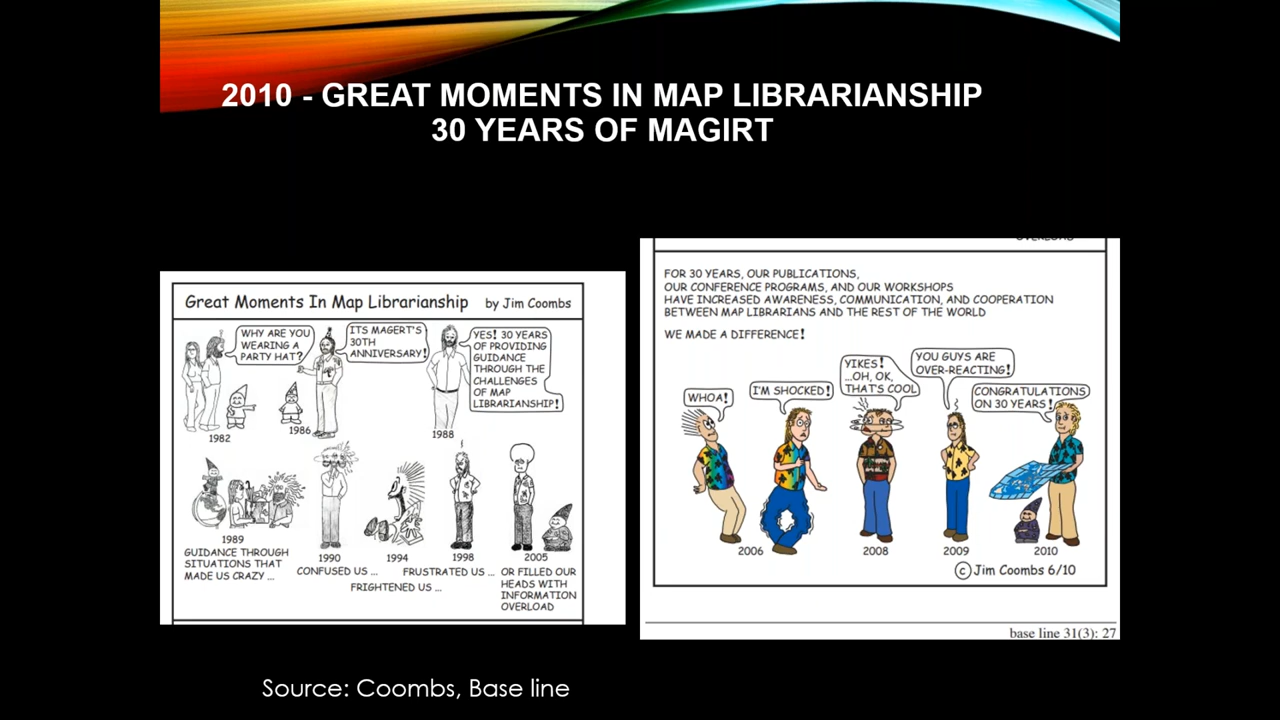 2010 - GREAT MOMENTS IN MAP LIBRARIANSHIP
30 YEARS OF MAGIRT
Great Moments In Map Librarianship by Jim Coombs
WHY ARE YOU
WEARING A
PARTY HAT?
ITS MAGERT'S
30TH
ANNIVERSARY!
YES! 30 YEARS
OF PROVIDING
GUIDANCE
THROUGH THE
CHALLENGES
OF MAP
LIBRARIANSHIP!
1982
1986
1988
1989
GUIDANCE THROUGH
SITUATIONS THAT
MADE US CRAZY ...
1990
CONFUSED US ...
1994
FRIGHTENED US ...
1998
FRUSTRATED US ...
2005
OR FILLED OUR
HEADS WITH
INFORMATION
OVERLOAD
OVERLOAD
FOR 30 YEARS, OUR PUBLICATIONS,
OUR CONFERENCE PROGRAMS, AND OUR WORKSHOPS
HAVE INCREASED AWARENESS, COMMUNICATION, AND COOPERATION
BETWEEN MAP LIBRARIANS AND THE REST OF THE WORLD
WE MADE A DIFFERENCE!
WHOA!
I'M SHOCKED!
YIKES!
...OH, OK,
THAT'S COOL
YOU GUYS ARE
OVER-REACTING!
CONGRATULATIONS
ON 30 YEARS!
2006
2008
2009
2010
© Jim Coombs 6/10
base line 31(3): 27
Source: Coombs, Base line